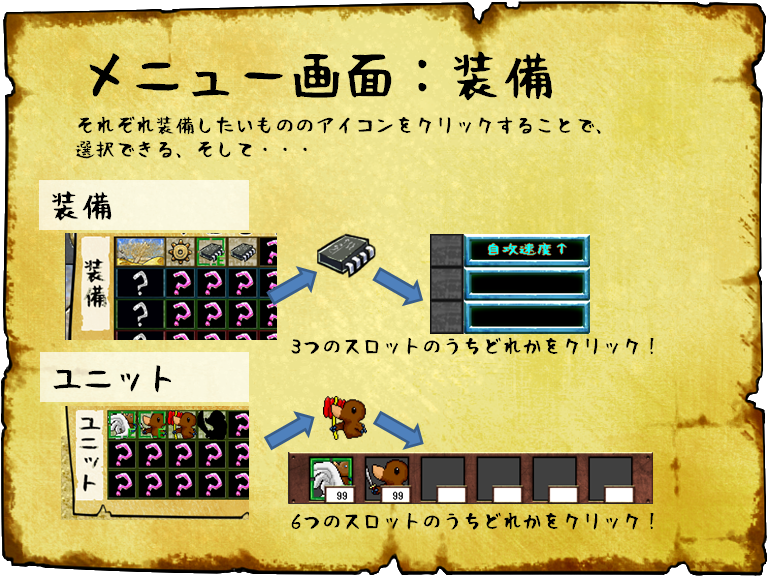 メニュー画面：装備
それぞれ装備したいもののアイコンをクリックすることで、
選択できる、そして・・・
装備
装備
?
?
?
?
?
?
?
?
自攻速度↑
3つのスロットのうちどれかをクリック！
ユニット
ユニット
?
?
?
?
?
?
?
?
?
?
99
99
6つのスロットのうちどれかをクリック！